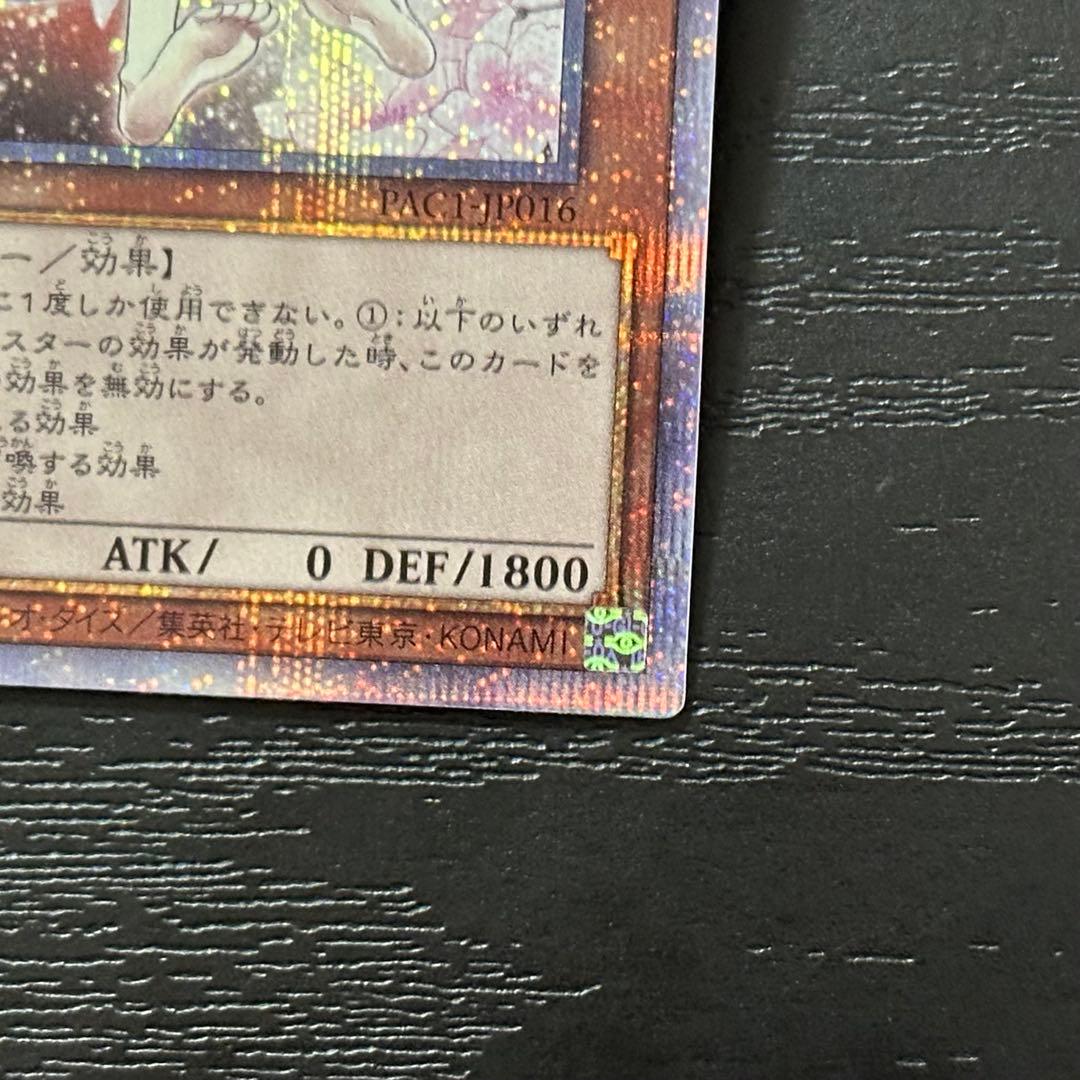 PAC1-JP016
ー／効果】
に1度しか使用できない。①：以下のいずれ
スターの効果が発動した時、このカードを
効果を無効にする。
る効果
喚する効果
効果
ATK/ 0 DEF/1800
オ・ダイス／集英社・テレビ東京・KONAMI